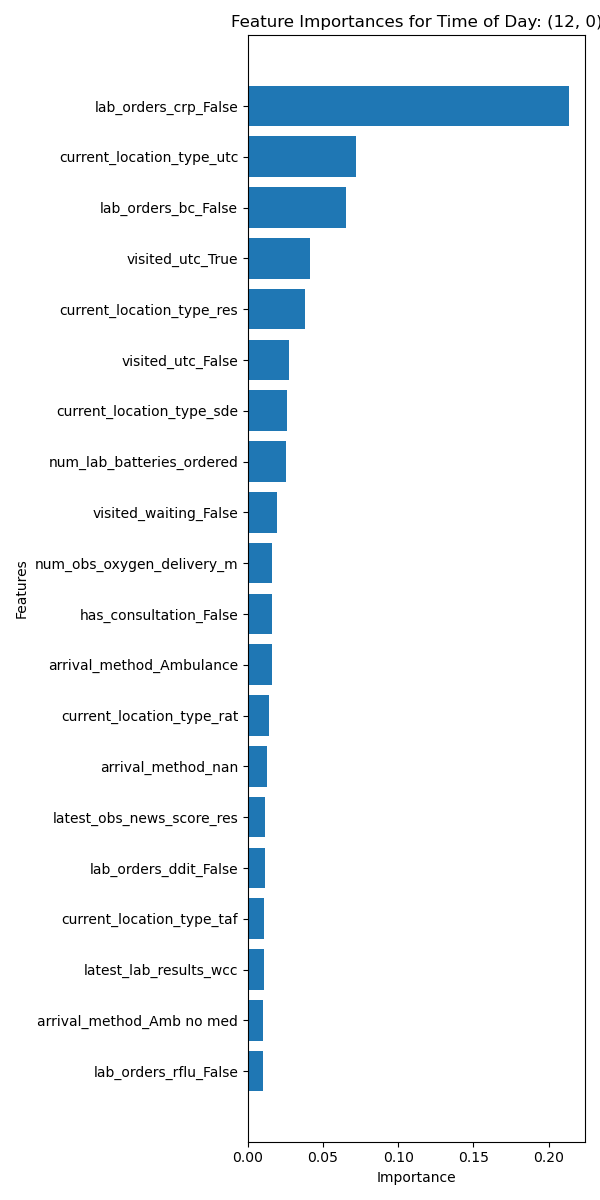 Feature Importances for Time of Day: (12, 0)
lab_orders_crp_False
current_location_type_utc
lab_orders_bc_False
visited_utc_True
current_location_type_res
visited_utc_False
current_location_type_sde
num_lab_batteries_ordered
visited_waiting_False
num_obs_oxygen_delivery_m
has_consultation_False
arrival_method_Ambulance
current_location_type_rat
arrival_method_nan
latest_obs_news_score_res
lab_orders_ddit_False
current_location_type_taf
latest_lab_results_wcc
arrival_method_Amb no med
lab_orders_rflu_False
Features
0.00 0.05 0.10 0.15 0.20
Importance